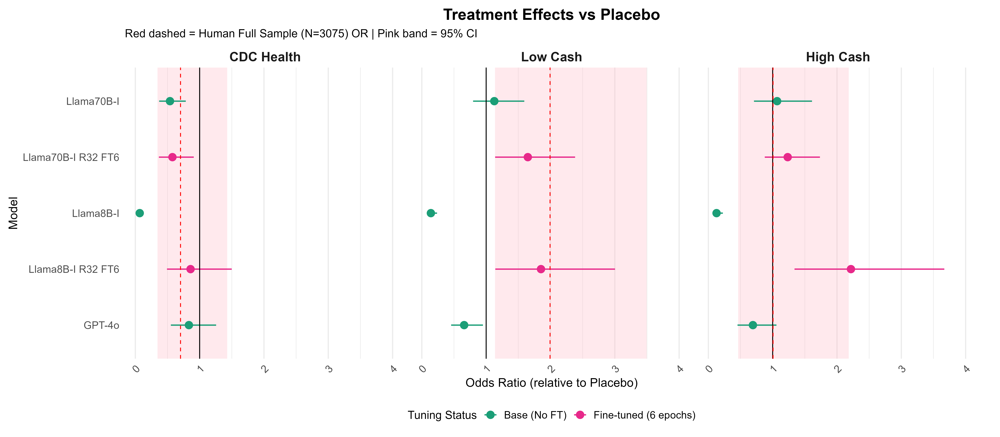 Treatment Effects vs Placebo
Red dashed = Human Full Sample (N=3075) OR | Pink band = 95% CI
CDC Health
Low Cash
High Cash
Model
Llama70B-I
Llama70B-I R32 FT6
Llama8B-I
Llama8B-I R32 FT6
GPT-4o
0 1 2 3 4 0 1 2 3 4 0 1 2 3 4
Odds Ratio (relative to Placebo)
Tuning Status Base (No FT) Fine-tuned (6 epochs)